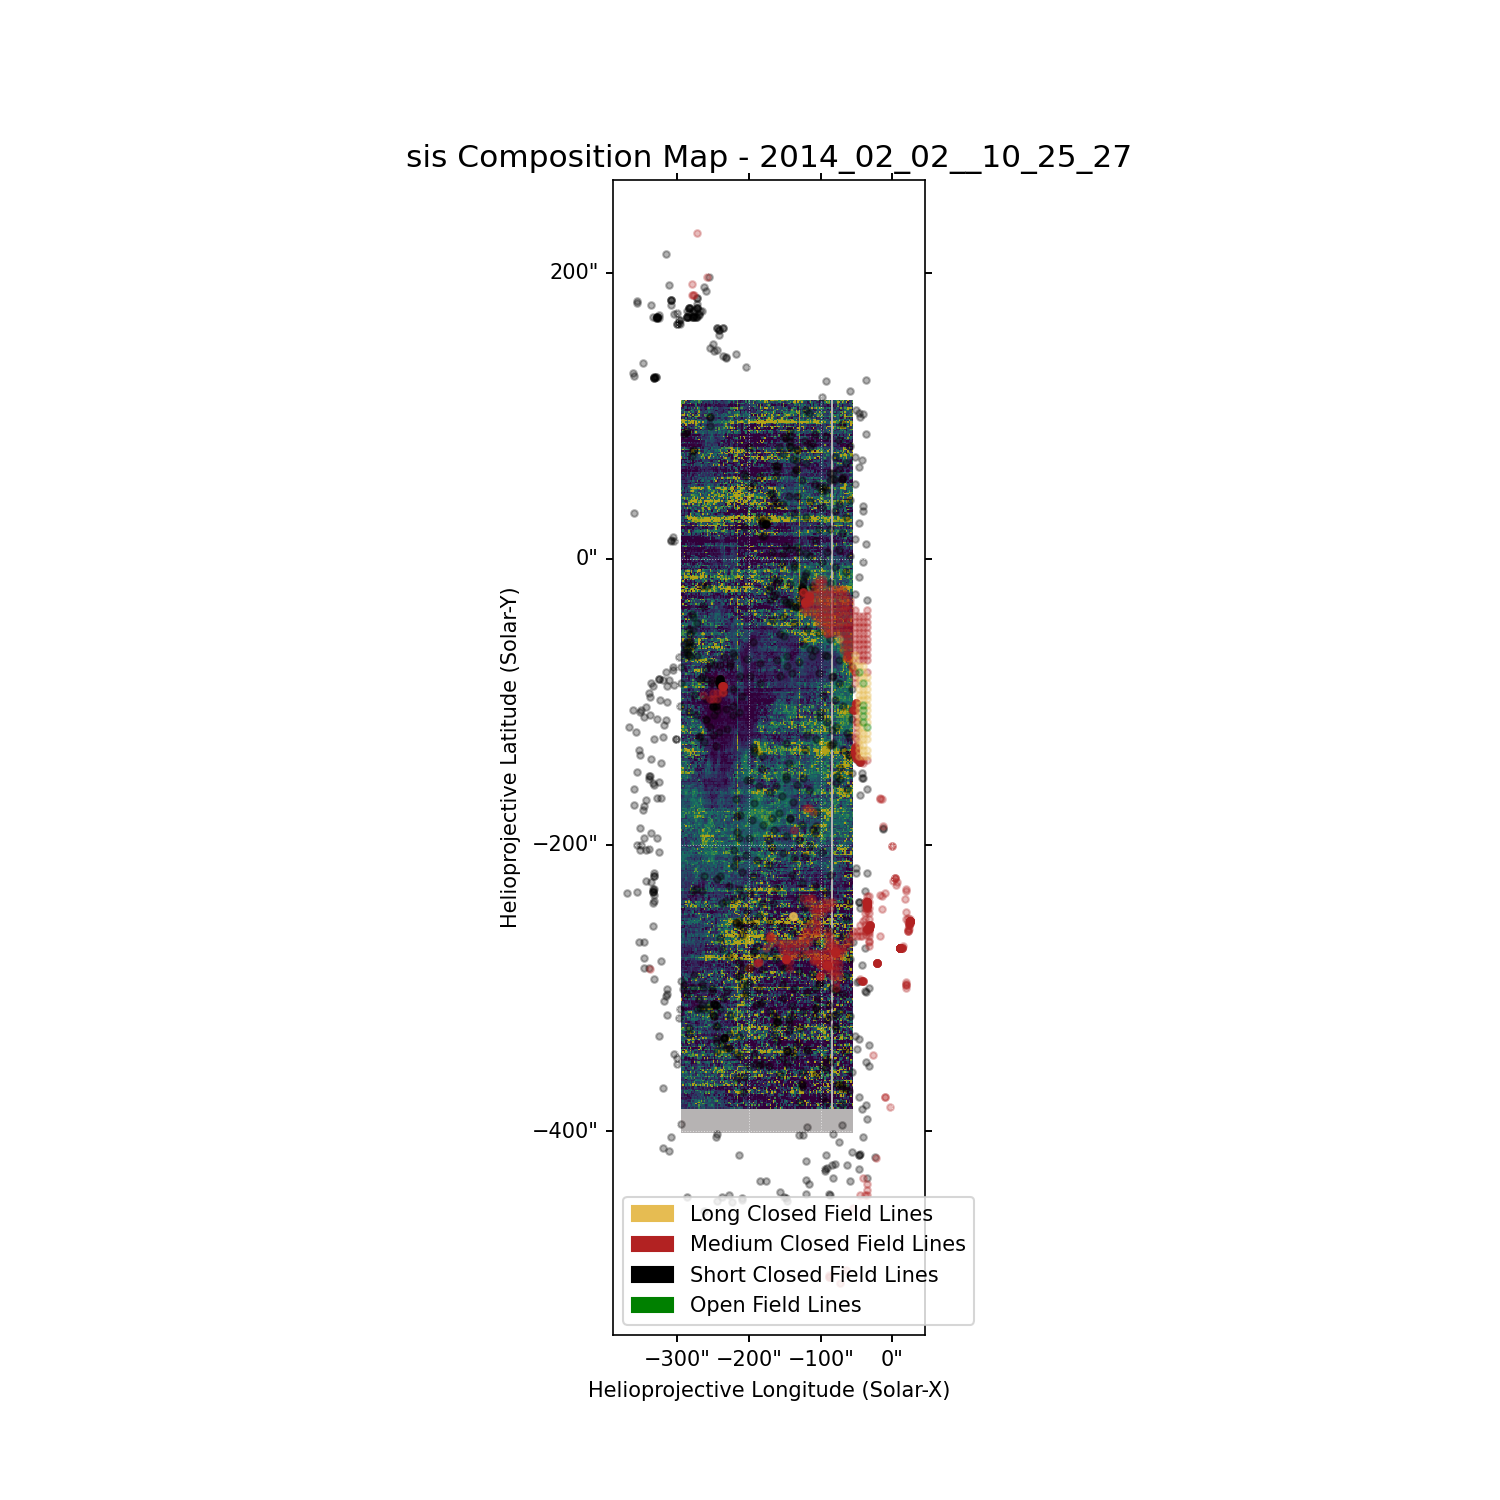 sis Composition Map - 2014_02_02__10_25_27
200"
0"
−200"
−400"
Helioprojective Latitude (Solar-Y)
Long Closed Field Lines
Medium Closed Field Lines
Short Closed Field Lines
Open Field Lines
−300" −200" −100" 0"
Helioprojective Longitude (Solar-X)